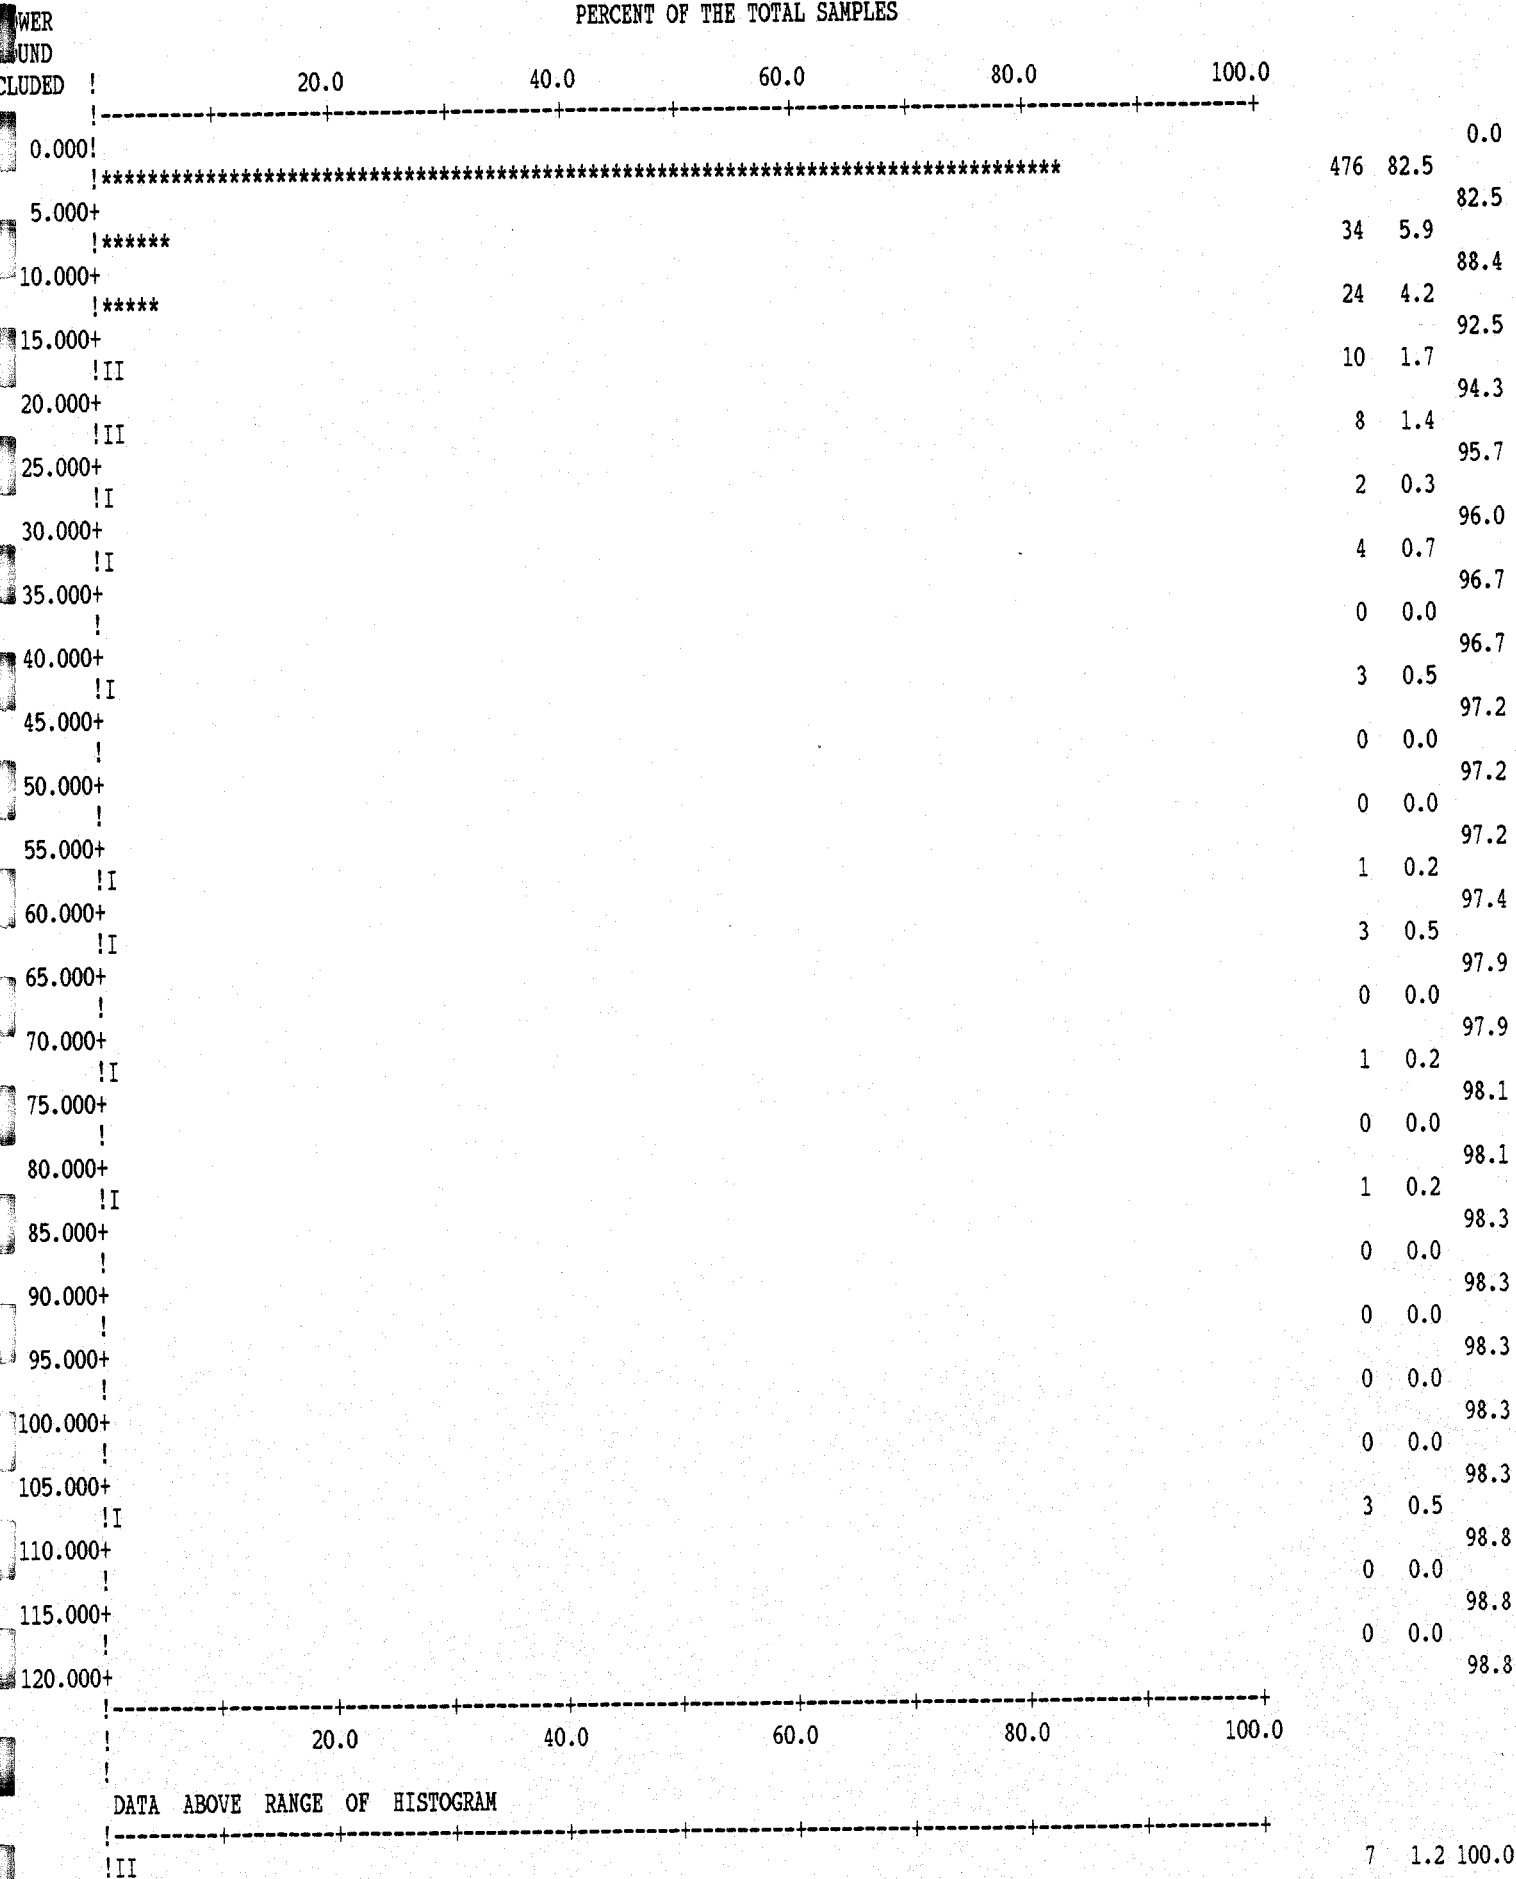 PERCENT OF THE TOTAL SAMPLES
WER
UND
CLUDED ! 20.0 40.0 60.0 80.0 100.0
!---------+---------+---------+---------+---------+---------+---------+---------+---------+---------+
0.000! 0.0
!*********************************************************************************** 476 82.5
5.000+ 82.5
!****** 34 5.9
10.000+ 88.4
!***** 24 4.2
15.000+ 92.5
!II 10 1.7
20.000+ 94.3
!II 8 1.4
25.000+ 95.7
!I 2 0.3
30.000+ 96.0
!I 4 0.7
35.000+ 96.7
! 0 0.0
40.000+ 96.7
!I 3 0.5
45.000+ 97.2
! 0 0.0
50.000+ 97.2
! 0 0.0
55.000+ 97.2
!I 1 0.2
60.000+ 97.4
!I 3 0.5
65.000+ 97.9
! 0 0.0
70.000+ 97.9
!I 1 0.2
75.000+ 98.1
! 0 0.0
80.000+ 98.1
!I 1 0.2
85.000+ 98.3
! 0 0.0
90.000+ 98.3
! 0 0.0
95.000+ 98.3
! 0 0.0
100.000+ 98.3
! 0 0.0
105.000+ 98.3
!I 3 0.5
110.000+ 98.8
! 0 0.0
115.000+ 98.8
! 0 0.0
120.000+ 98.8
!---------+---------+---------+---------+---------+---------+---------+---------+---------+---------+
! 20.0 40.0 60.0 80.0 100.0
!
DATA ABOVE RANGE OF HISTOGRAM
!---------+---------+---------+---------+---------+---------+---------+---------+---------+---------+
!II 7 1.2 100.0